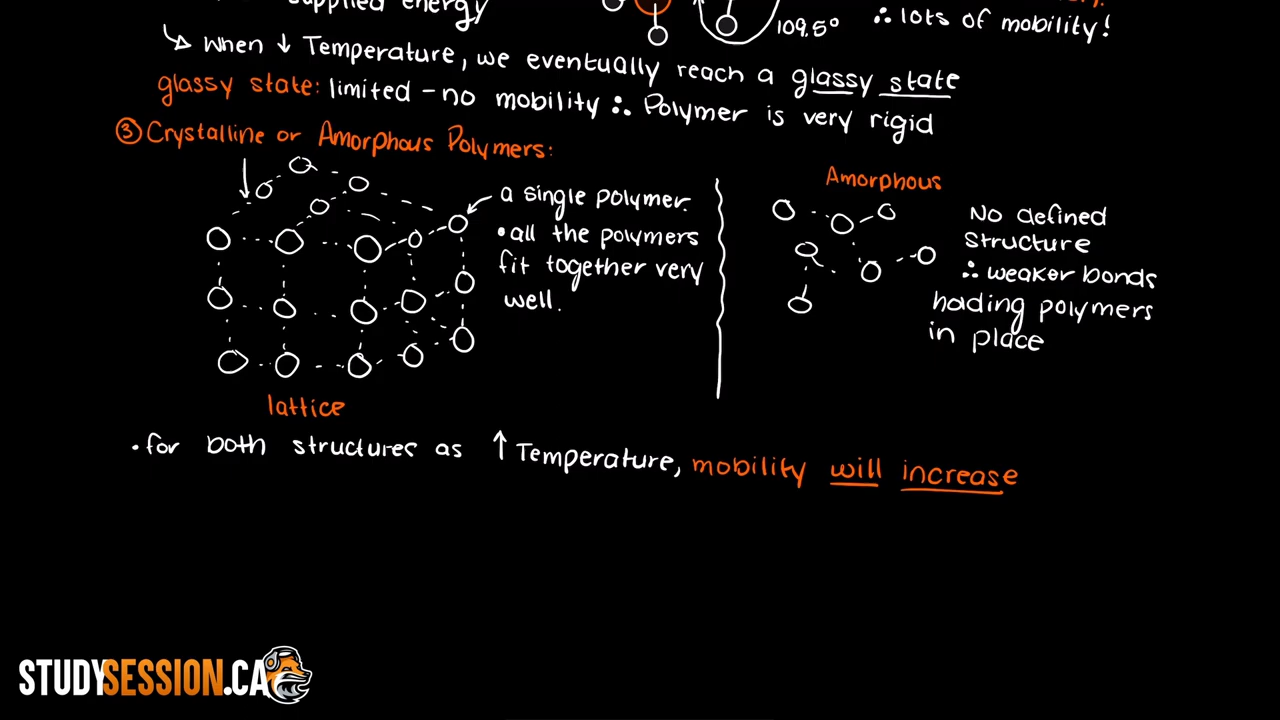 supplied energy
109.5°
∴ lots of mobility!
↳ When ↓ Temperature, we eventually reach a glassy state
glassy state: limited – no mobility ∴ Polymer is very rigid
③ Crystalline or Amorphous Polymers:
a single polymer.
• all the polymers
fit together very
well.
lattice
Amorphous
No defined
structure
∴ weaker bonds
holding polymers
in place
• for both structures as ↑ Temperature, mobility will increase
STUDYSESSION.CA